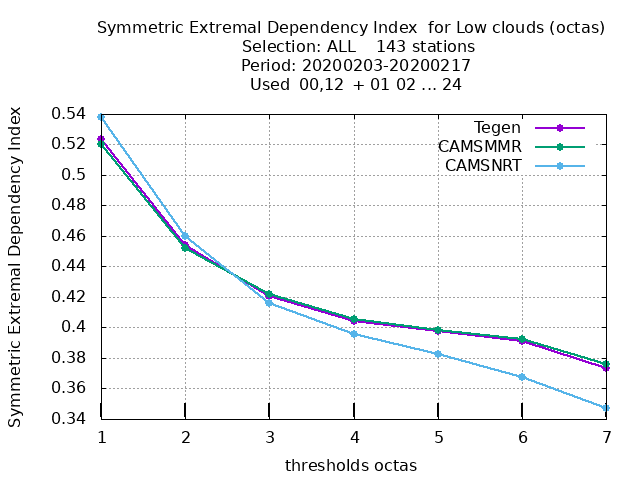 Symmetric Extremal Dependency Index  for Low clouds (octas)
Selection: ALL    143 stations
Period: 20200203-20200217
Used  00,12  + 01 02 ... 24
Symmetric Extremal Dependency Index
0.54
0.52
0.5
0.48
0.46
0.44
0.42
0.4
0.38
0.36
0.34
Tegen
CAMSMMR
CAMSNRT
1 2 3 4 5 6 7
thresholds octas